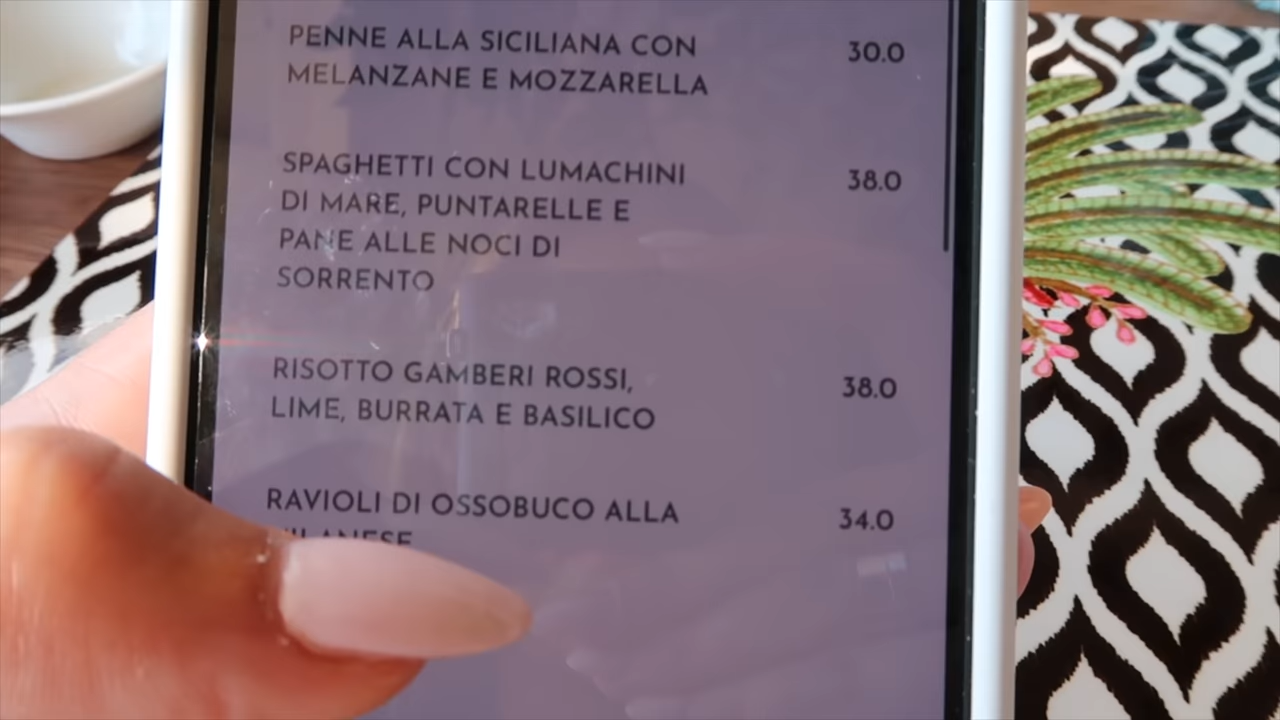 PENNE ALLA SICILIANA CON 30.0
MELANZANE E MOZZARELLA
SPAGHETTI CON LUMACHINI 38.0
DI MARE, PUNTARELLE E
PANE ALLE NOCI DI
SORRENTO
RISOTTO GAMBERI ROSSI, 38.0
LIME, BURRATA E BASILICO
RAVIOLI DI OSSOBUCO ALLA 34.0